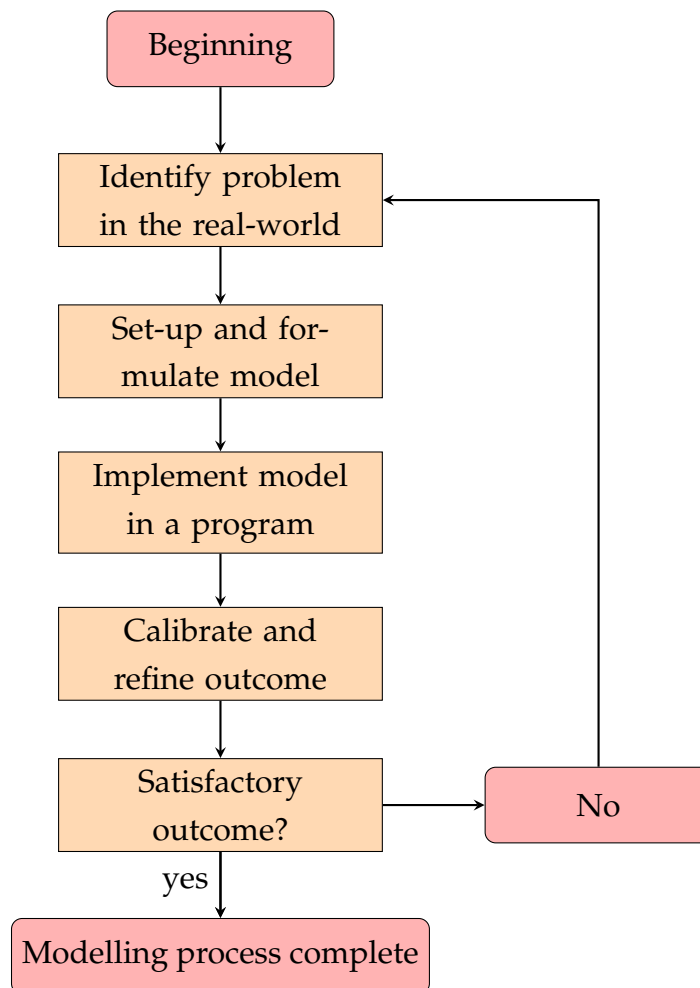 Beginning
Identify problem
in the real-world
Set-up and for-
mulate model
Implement model
in a program
Calibrate and
refine outcome
Satisfactory
outcome?
No
yes
Modelling process complete